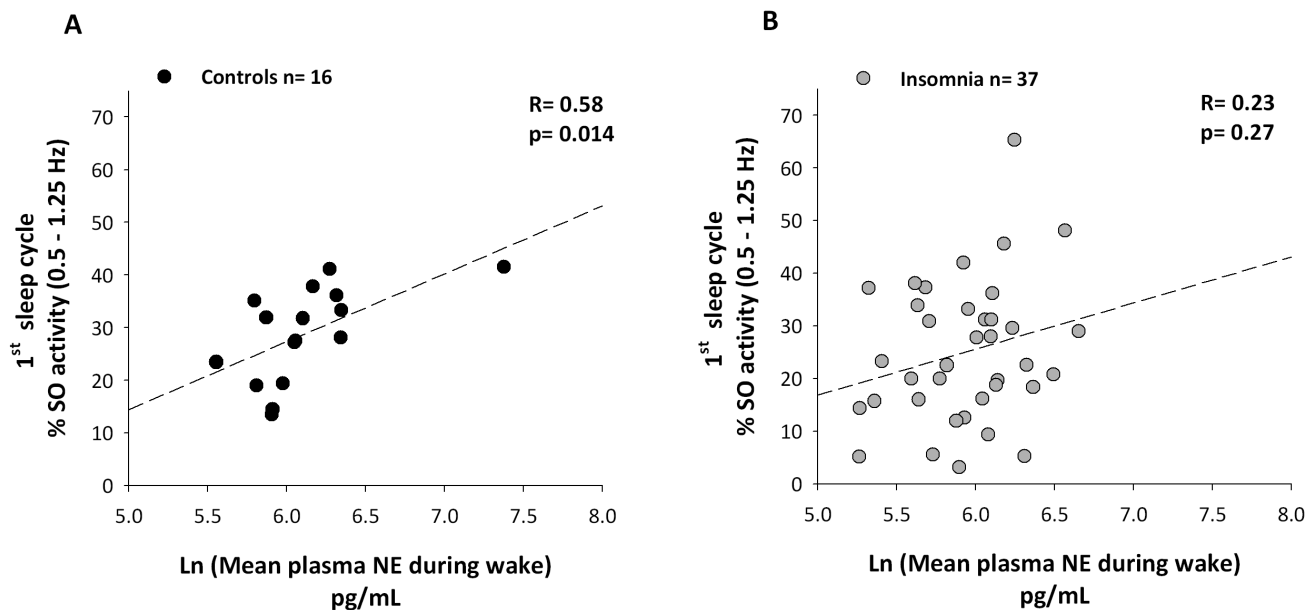 A
Controls n= 16
R= 0.58
p= 0.014
1st sleep cycle
% SO activity (0.5 - 1.25 Hz)
70
60
50
40
30
20
10
0
5.0 5.5 6.0 6.5 7.0 7.5 8.0
Ln (Mean plasma NE during wake)
pg/mL
B
Insomnia n= 37
R= 0.23
p= 0.27
1st sleep cycle
% SO activity (0.5 - 1.25 Hz)
70
60
50
40
30
20
10
0
5.0 5.5 6.0 6.5 7.0 7.5 8.0
Ln (Mean plasma NE during wake)
pg/mL